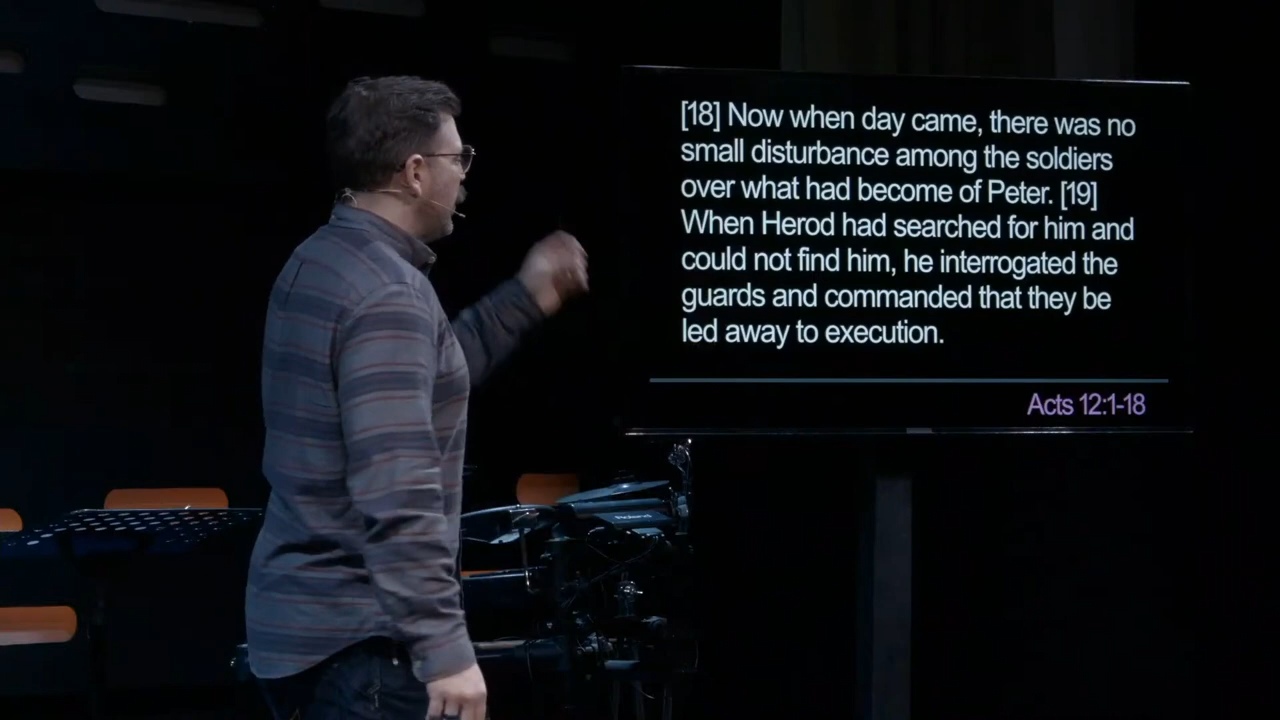 [18] Now when day came, there was no
small disturbance among the soldiers
over what had become of Peter. [19]
When Herod had searched for him and
could not find him, he interrogated the
guards and commanded that they be
led away to execution.
Acts 12:1-18
Roland